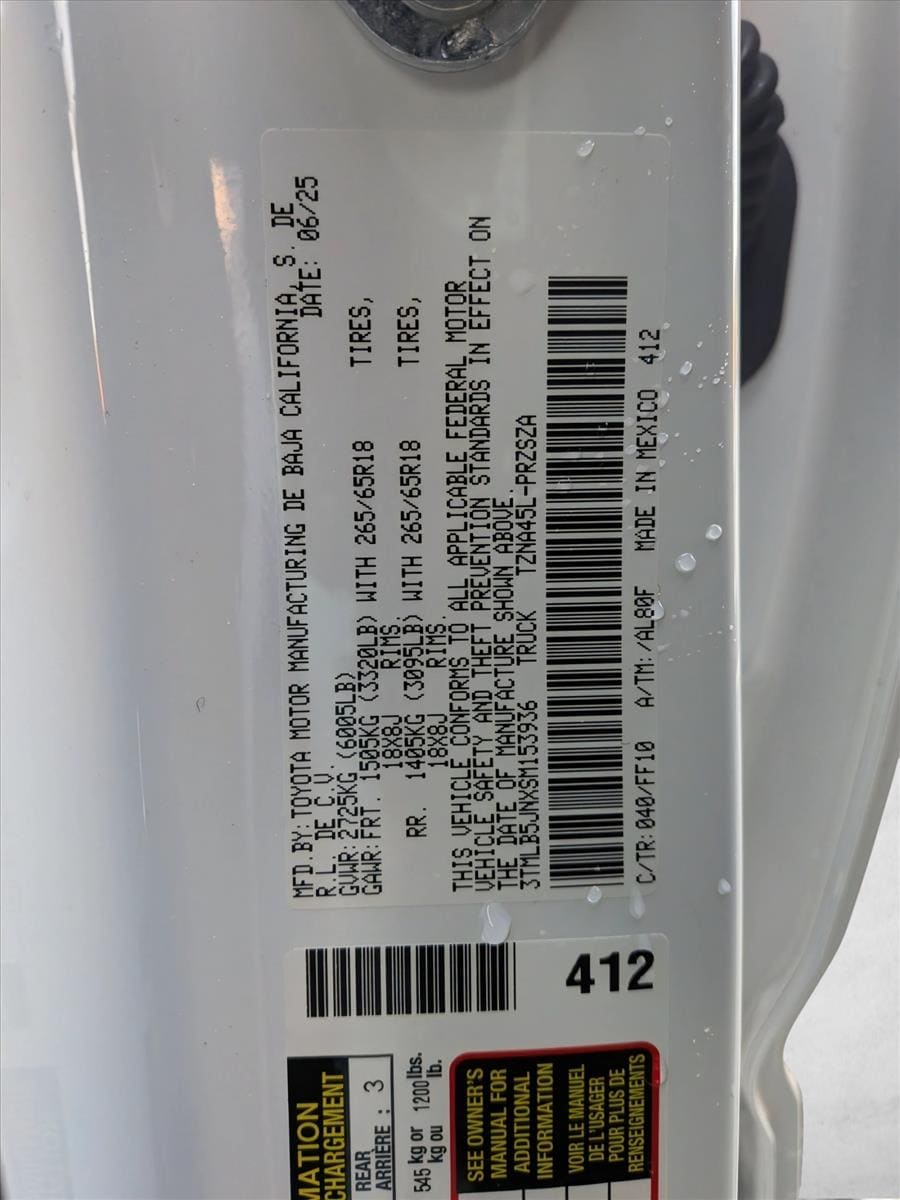 MFD.BY:TOYOTA MOTOR MANUFACTURING DE BAJA CALIFORNIA, S. DE
R.L. DE C.V. DATE: 06/25
GVWR:2725KG (6005LB)
GAWR:FRT. 1505KG (3320LB) WITH 265/65R18 TIRES,
18X8J RIMS.
RR. 1405KG (3095LB) WITH 265/65R18 TIRES,
18X8J RIMS.
THIS VEHICLE CONFORMS TO ALL APPLICABLE FEDERAL MOTOR
VEHICLE SAFETY AND THEFT PREVENTION STANDARDS IN EFFECT ON
THE DATE OF MANUFACTURE SHOWN ABOVE.
3TMLB5JNXSM153936 TRUCK TZNA45L-PRZSZA
C/TR:040/FF10 A/TM:/AL80F MADE IN MEXICO 412
412
MATION
CHARGEMENT
REAR
ARRIÈRE : 3
545 kg or 1200 lbs.
kg ou lb.
SEE OWNER'S
MANUAL FOR
ADDITIONAL
INFORMATION
VOIR LE MANUEL
DE L'USAGER
POUR PLUS DE
RENSEIGNEMENTS